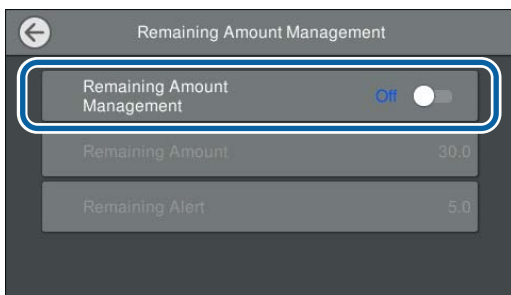 Remaining Amount Management
Remaining Amount
Management
Off
Remaining Amount
30.0
Remaining Alert
5.0